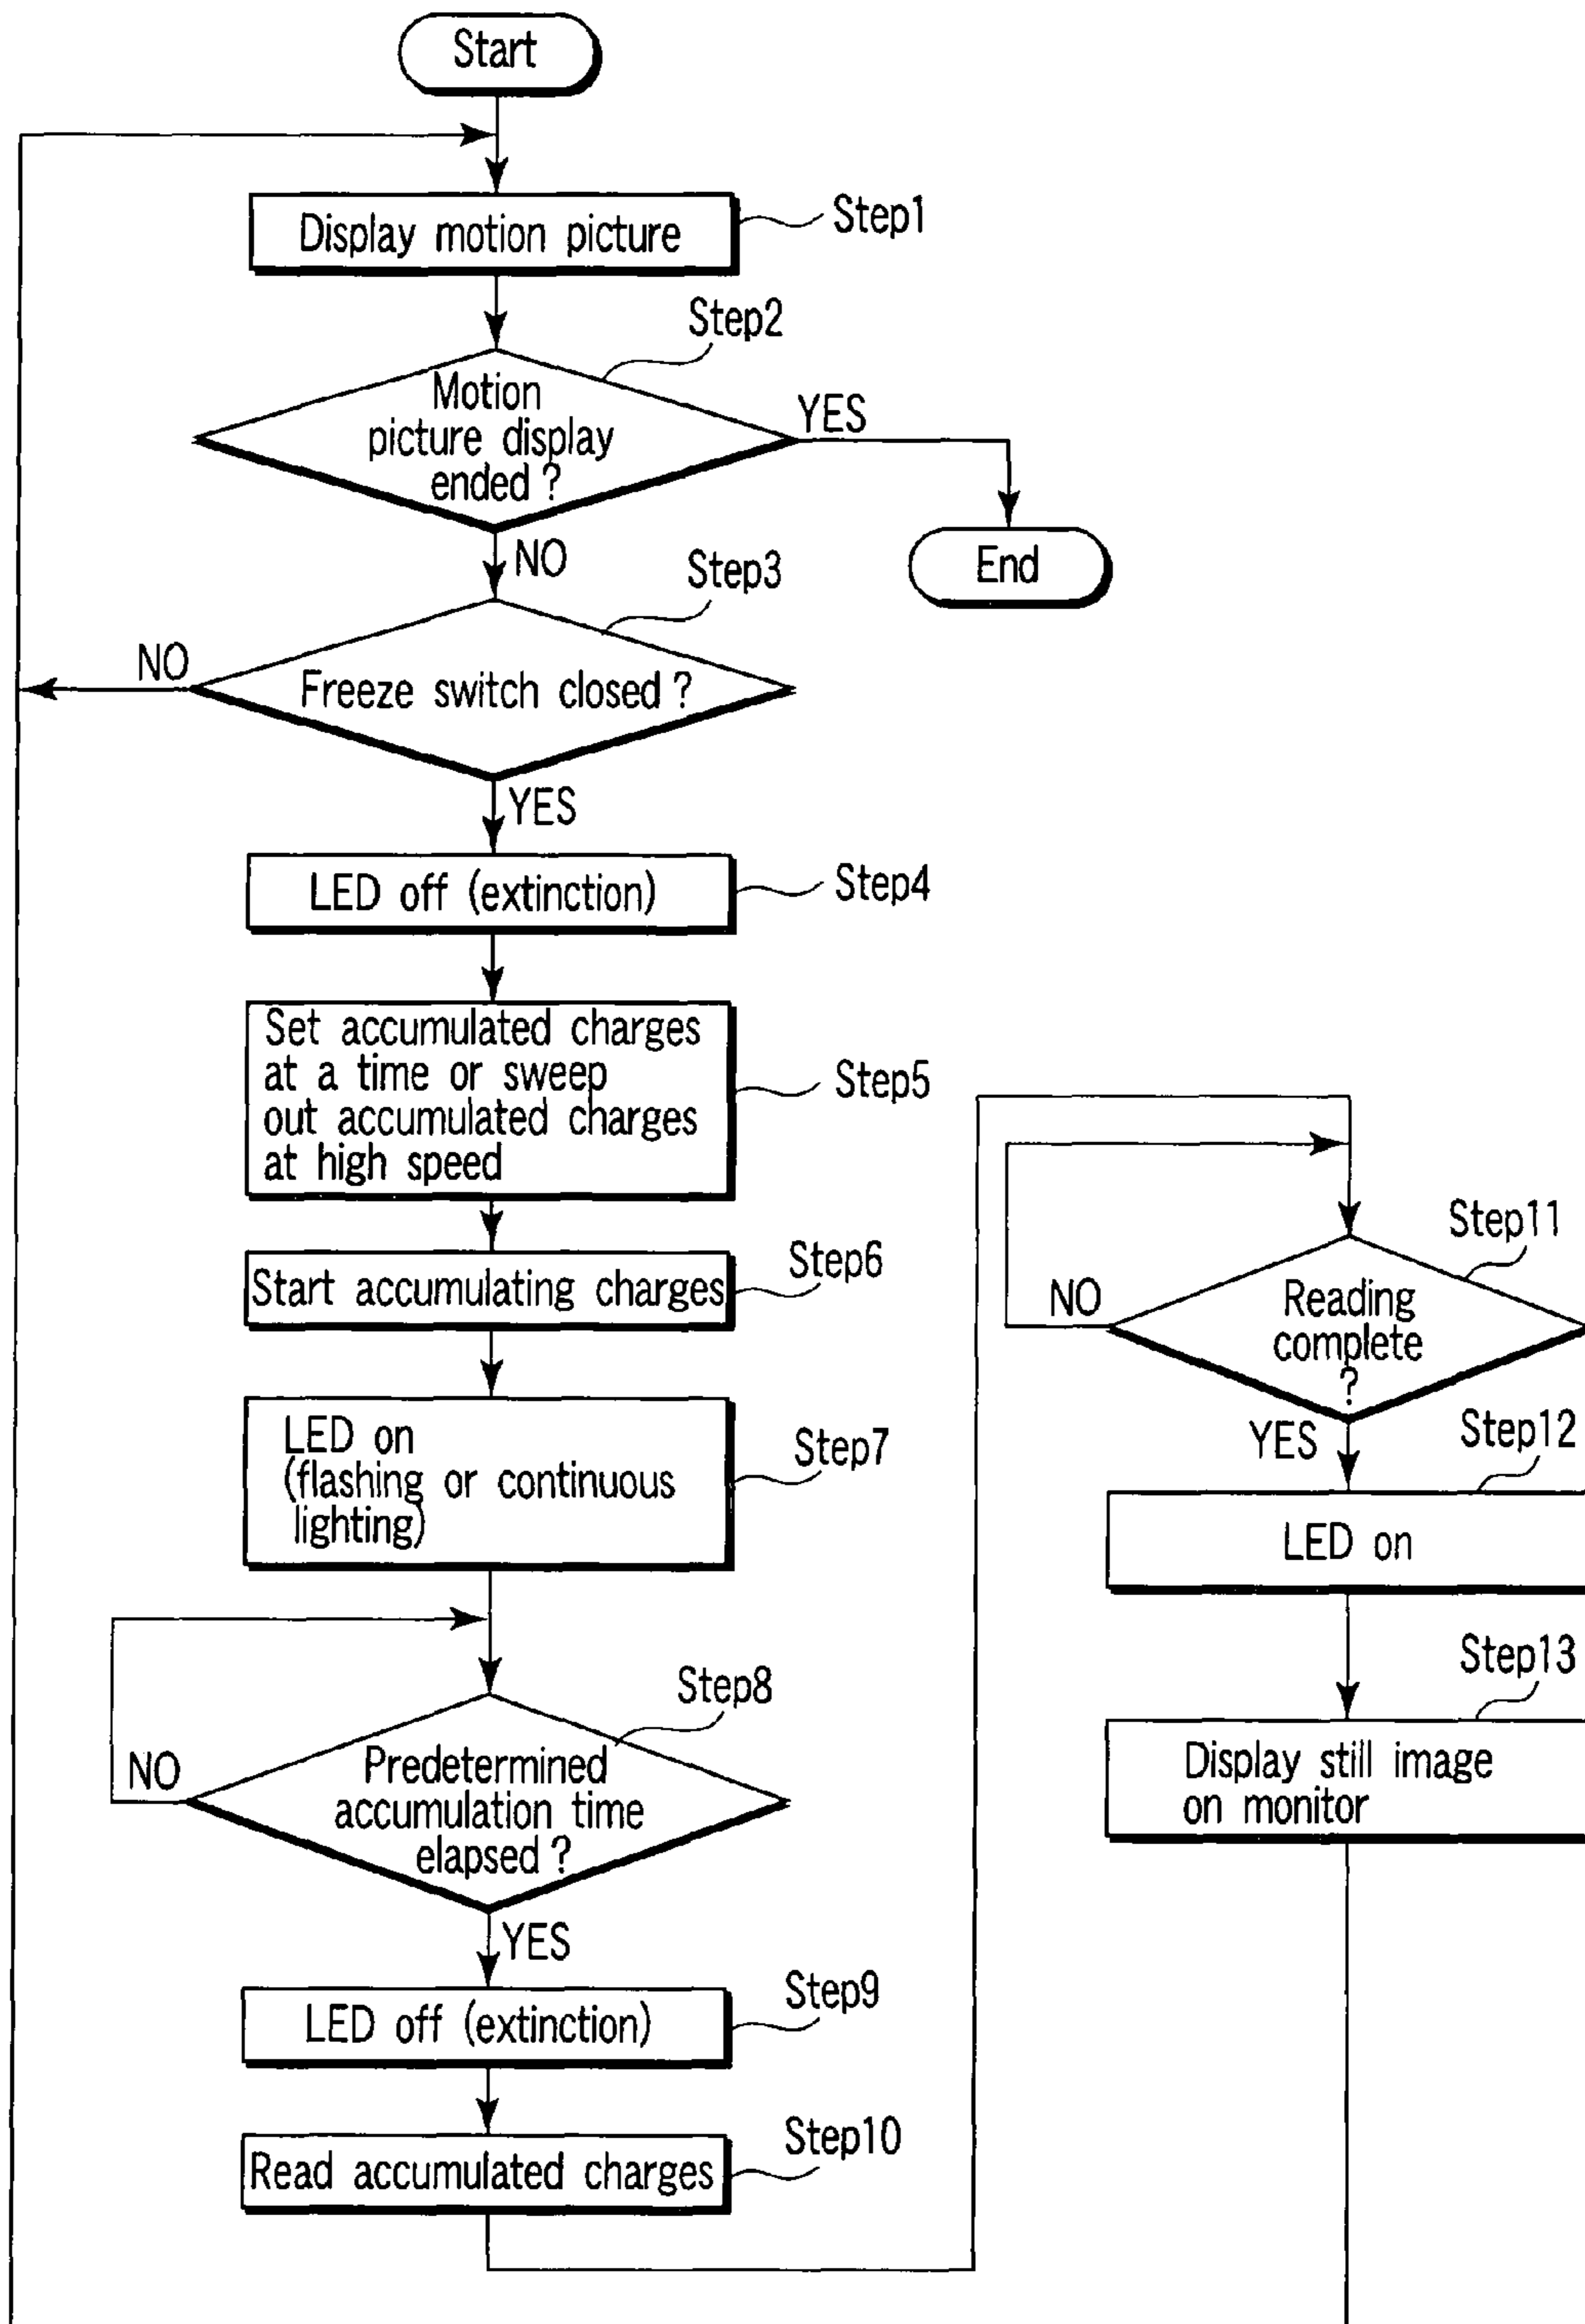 Start
Display motion picture
Step1
Step2
Motion
picture display
ended ?
YES
End
NO
Step3
Freeze switch closed ?
NO
YES
LED off (extinction)
Step4
Set accumulated charges
at a time or sweep
out accumulated charges
at high speed
Step5
Start accumulating charges
Step6
LED on
(flashing or continuous
lighting)
Step7
Step8
Predetermined
accumulation time
elapsed ?
NO
YES
LED off (extinction)
Step9
Read accumulated charges
Step10
Step11
Reading
complete
?
NO
YES
Step12
LED on
Step13
Display still image
on monitor